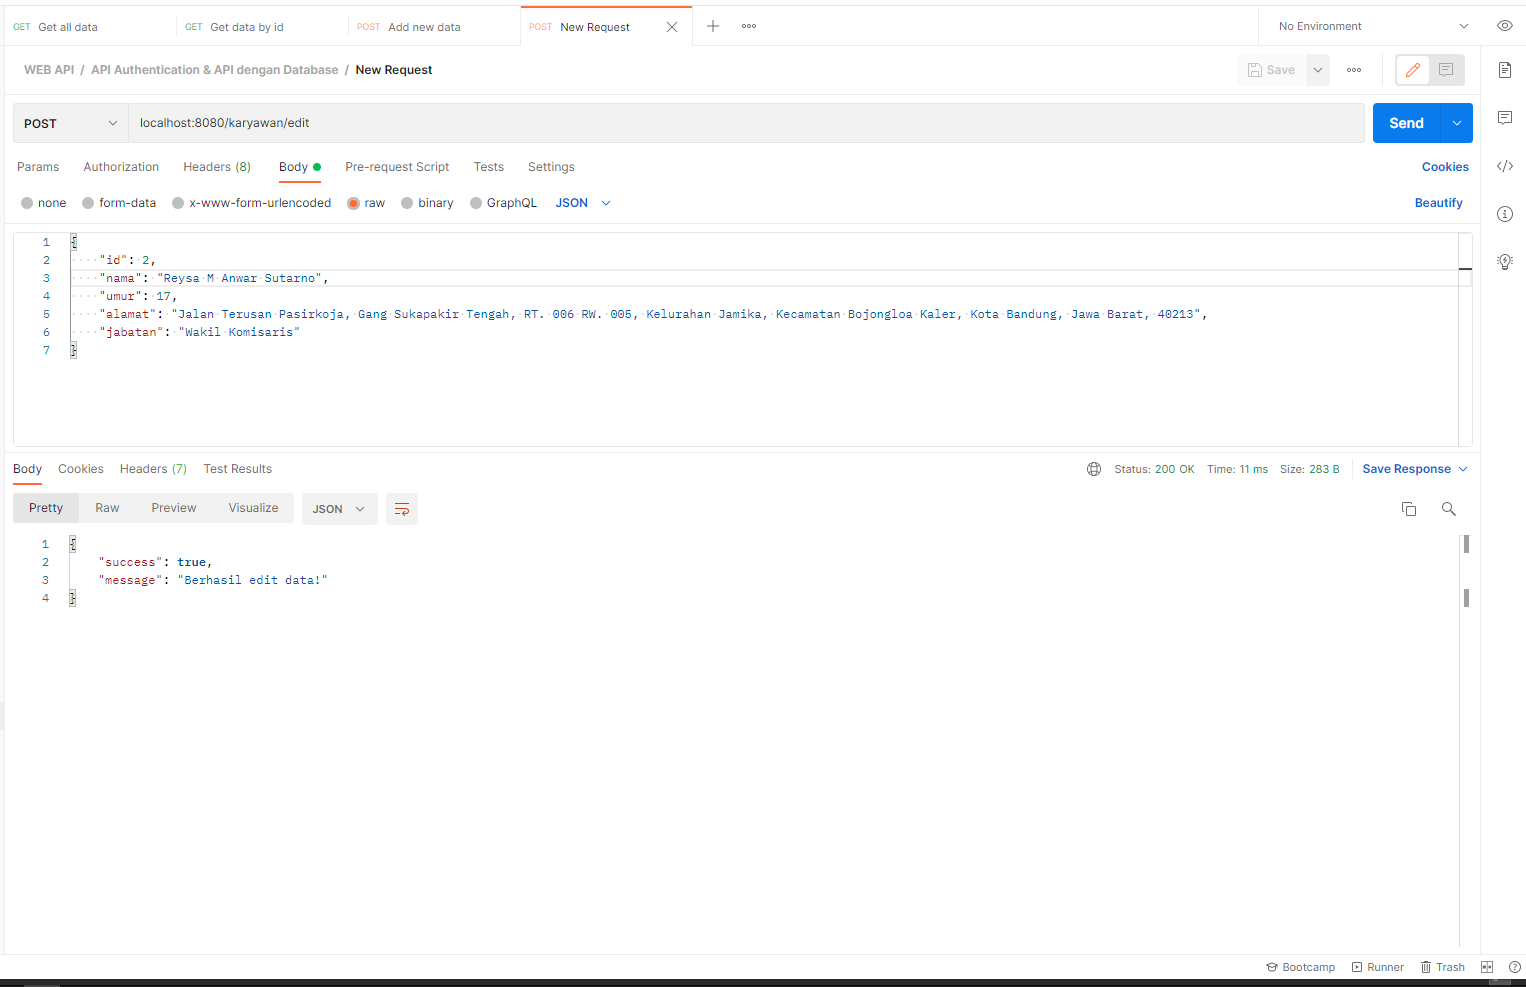 GET Get all data GET Get data by id POST Add new data POST New Request No Environment
WEB API / API Authentication & API dengan Database / New Request Save
POST localhost:8080/karyawan/edit Send
Params Authorization Headers (8) Body Pre-request Script Tests Settings Cookies
none form-data x-www-form-urlencoded raw binary GraphQL JSON Beautify
1 {
2 "id": 2,
3 "nama": "Reysa M Anwar Sutarno",
4 "umur": 17,
5 "alamat": "Jalan Terusan Pasirkoja, Gang Sukapakir Tengah, RT. 006 RW. 005, Kelurahan Jamika, Kecamatan Bojongloa Kaler, Kota Bandung, Jawa Barat, 40213",
6 "jabatan": "Wakil Komisaris"
7 }
Body Cookies Headers (7) Test Results Status: 200 OK Time: 11 ms Size: 283 B Save Response
Pretty Raw Preview Visualize JSON
1 {
2 "success": true,
3 "message": "Berhasil edit data!"
4 }
Bootcamp Runner Trash